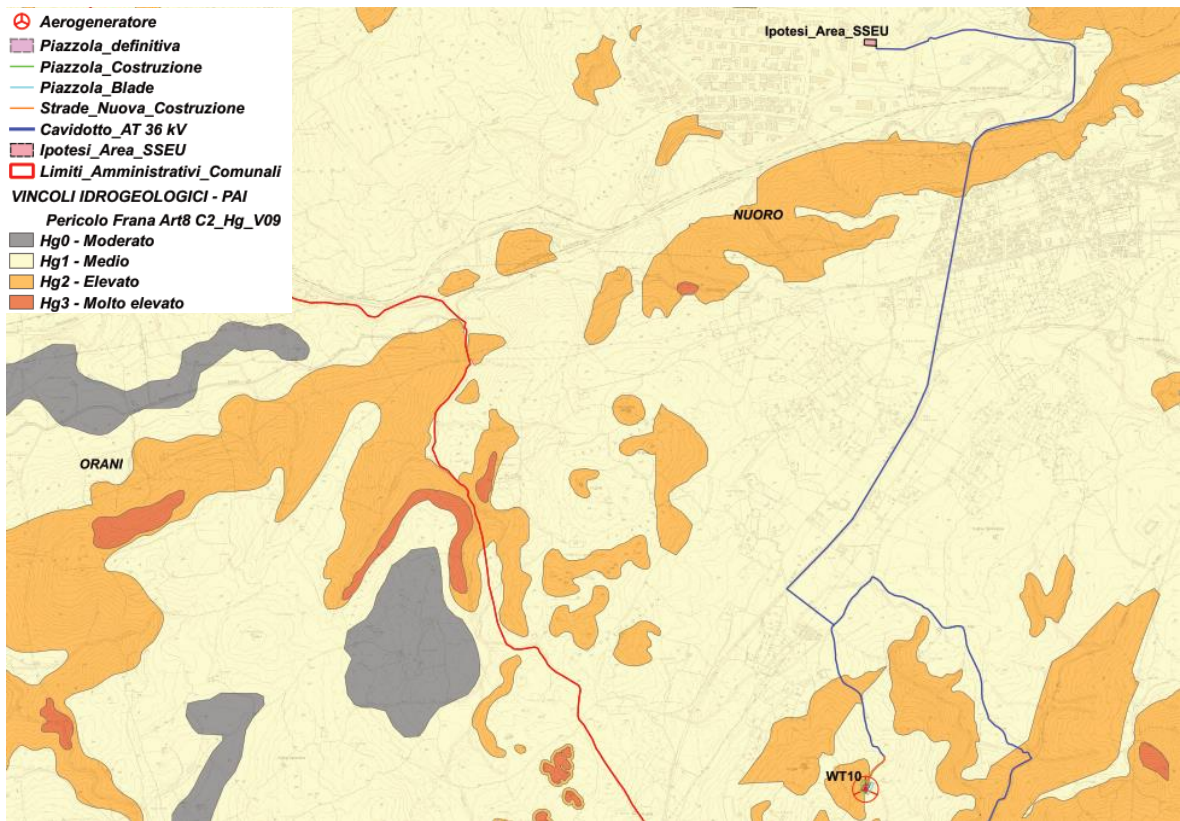 Aerogeneratore
Piazzola_definitiva
Piazzola_Costruzione
Piazzola_Blade
Strade_Nuova_Costruzione
Cavidotto_AT 36 kV
Ipotesi_Area_SSEU
Limiti_Amministrativi_Comunali
VINCOLI IDROGEOLOGICI - PAI
Pericolo Frana Art8 C2_Hg_V09
Hg0 - Moderato
Hg1 - Medio
Hg2 - Elevato
Hg3 - Molto elevato
Ipotesi_Area_SSEU
NUORO
ORANI
WT10